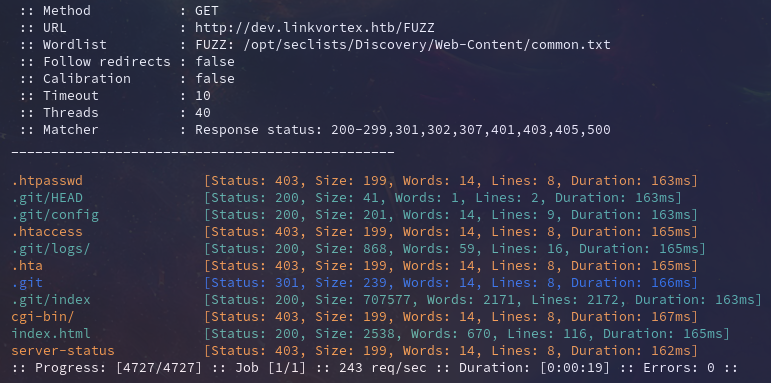 :: Method           : GET
:: URL              : http://dev.linkvortex.htb/FUZZ
:: Wordlist         : FUZZ: /opt/seclists/Discovery/Web-Content/common.txt
:: Follow redirects : false
:: Calibration      : false
:: Timeout          : 10
:: Threads          : 40
:: Matcher          : Response status: 200-299,301,302,307,401,403,405,500
________________________________________________
.htpasswd               [Status: 403, Size: 199, Words: 14, Lines: 8, Duration: 163ms]
.git/HEAD               [Status: 200, Size: 41, Words: 1, Lines: 2, Duration: 163ms]
.git/config             [Status: 200, Size: 201, Words: 14, Lines: 9, Duration: 163ms]
.htaccess               [Status: 403, Size: 199, Words: 14, Lines: 8, Duration: 165ms]
.git/logs/              [Status: 200, Size: 868, Words: 59, Lines: 16, Duration: 165ms]
.hta                    [Status: 403, Size: 199, Words: 14, Lines: 8, Duration: 165ms]
.git                    [Status: 301, Size: 239, Words: 14, Lines: 8, Duration: 166ms]
.git/index              [Status: 200, Size: 707577, Words: 2171, Lines: 2172, Duration: 163ms]
cgi-bin/                [Status: 403, Size: 199, Words: 14, Lines: 8, Duration: 167ms]
index.html              [Status: 200, Size: 2538, Words: 670, Lines: 116, Duration: 165ms]
server-status           [Status: 403, Size: 199, Words: 14, Lines: 8, Duration: 162ms]
:: Progress: [4727/4727] :: Job [1/1] :: 243 req/sec :: Duration: [0:00:19] :: Errors: 0 ::